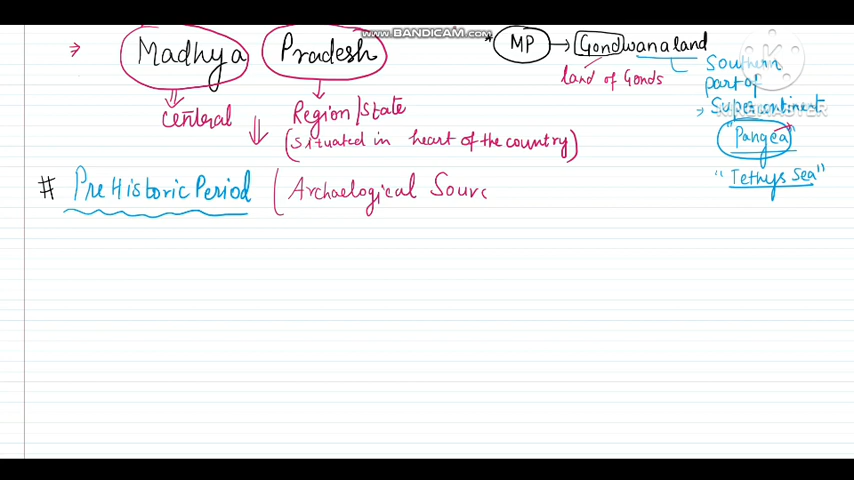 www.BANDICAM.com
⇒ Madhya Pradesh
* MP → Gondwanaland
land of Gonds
Southern
part of
→ Supercontinent
"Pangea"
"Tethys Sea"
Central
Region/State
(situated in heart of the country)
# PreHistoric Period (Archaelogical Sourc